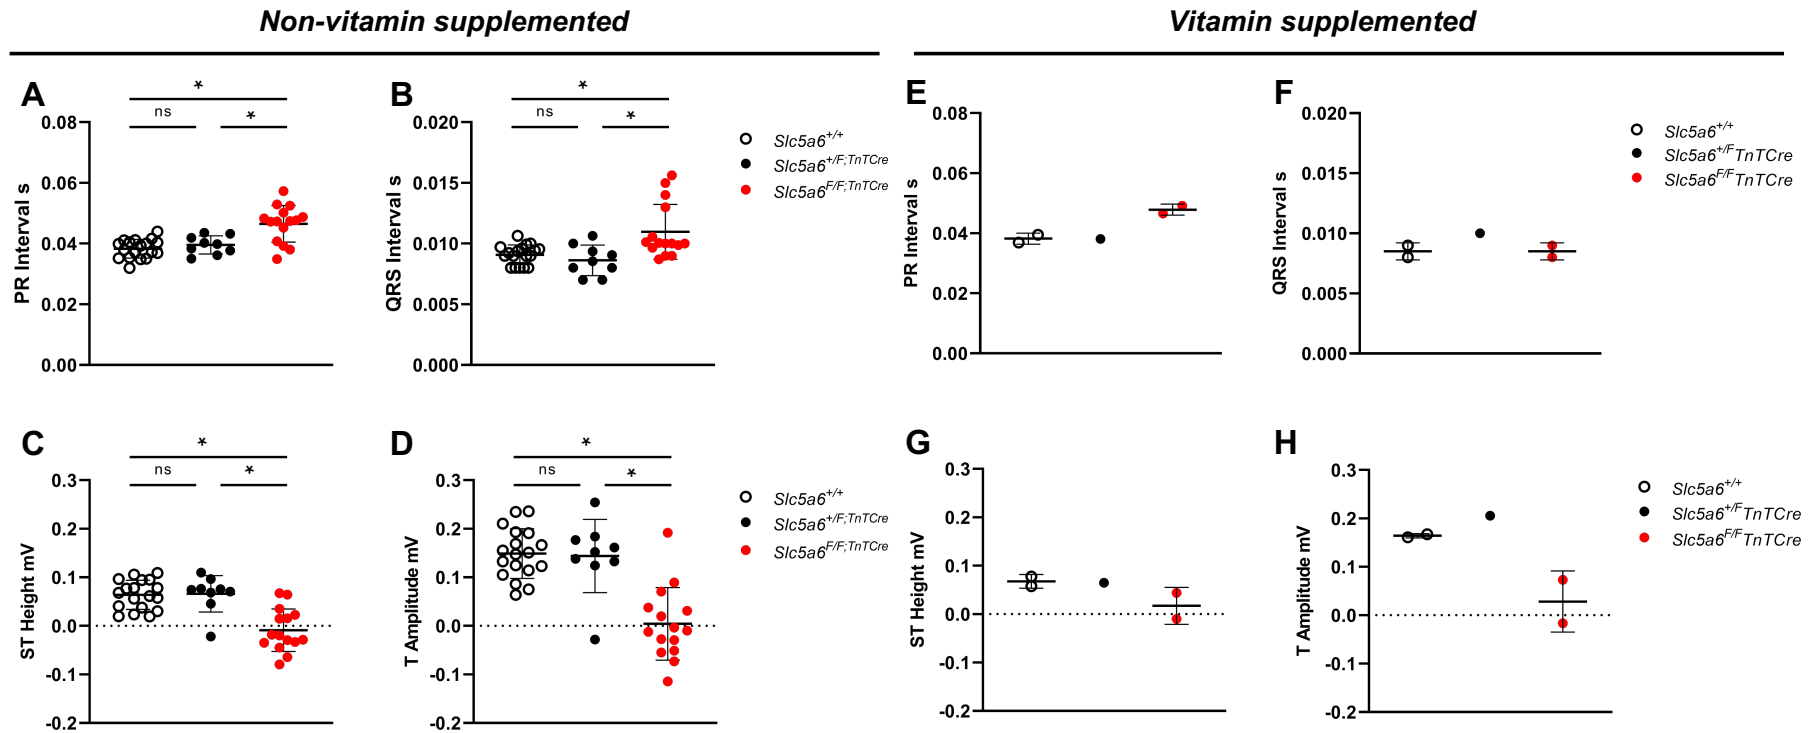 Non-vitamin supplemented
Vitamin supplemented
A
PR Interval s
0.08
0.06
0.04
0.02
0.00
*
ns
*
B
QRS Interval s
0.020
0.015
0.010
0.005
0.000
*
ns
*
Slc5a6+/+
Slc5a6+/F;TnTCre
Slc5a6F/F;TnTCre
E
PR Interval s
0.08
0.06
0.04
0.02
0.00
F
QRS Interval s
0.020
0.015
0.010
0.005
0.000
Slc5a6+/+
Slc5a6+/FTnTCre
Slc5a6F/FTnTCre
C
ST Height mV
0.3
0.2
0.1
0.0
-0.1
-0.2
*
ns
*
D
T Amplitude mV
0.3
0.2
0.1
0.0
-0.1
-0.2
*
ns
*
Slc5a6+/+
Slc5a6+/F;TnTCre
Slc5a6F/F;TnTCre
G
ST Height mV
0.3
0.2
0.1
0.0
-0.1
-0.2
H
T Amplitude mV
0.3
0.2
0.1
0.0
-0.1
-0.2
Slc5a6+/+
Slc5a6+/FTnTCre
Slc5a6F/FTnTCre